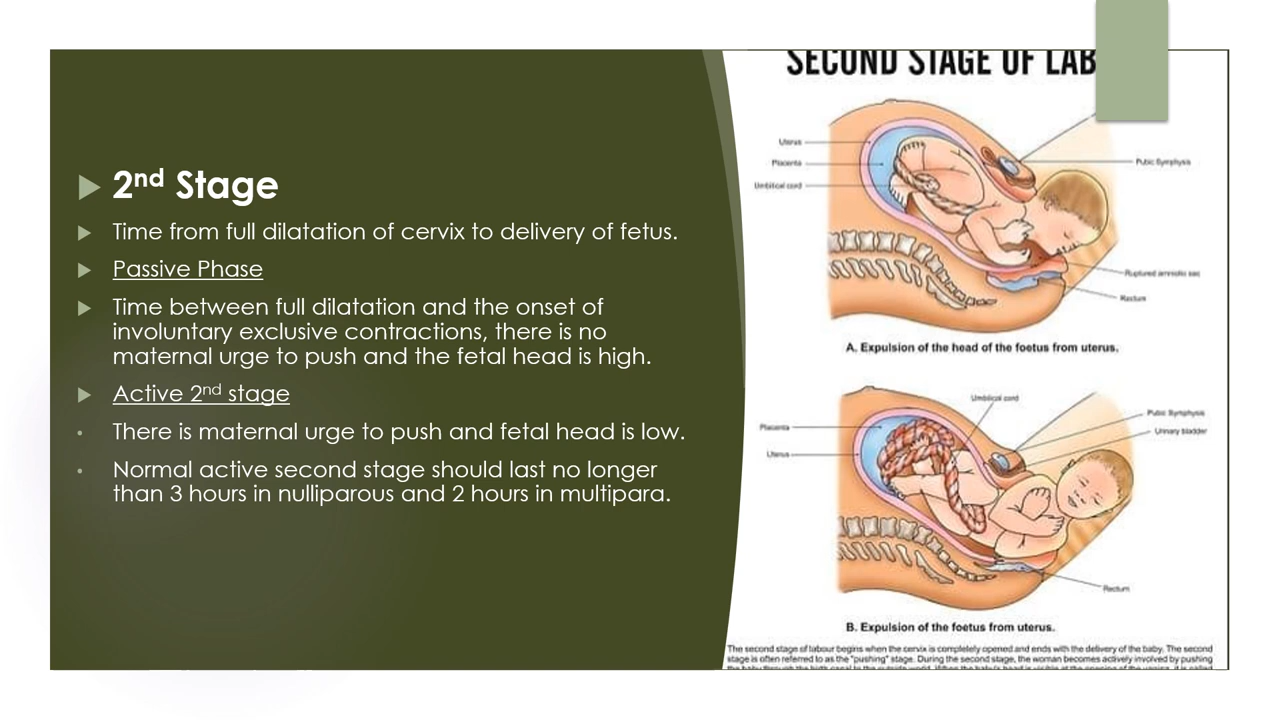 2nd Stage
Time from full dilatation of cervix to delivery of fetus.
Passive Phase
Time between full dilatation and the onset of
involuntary exclusive contractions, there is no
maternal urge to push and the fetal head is high.
Active 2nd stage
There is maternal urge to push and fetal head is low.
Normal active second stage should last no longer
than 3 hours in nulliparous and 2 hours in multipara.
SECOND STAGE OF LAB
Uterus
Placenta
Umbilical cord
Pubic Symphysis
Ruptured amniotic sac
Rectum
A. Expulsion of the head of the foetus from uterus.
Umbilical cord
Placenta
Uterus
Pubic Symphysis
Urinary bladder
Rectum
B. Expulsion of the foetus from uterus.
The second stage of labour begins when the cervix is completely opened and ends with the delivery of the baby. The second
stage is often referred to as the "pushing" stage. During the second stage, the woman becomes actively involved by pushing